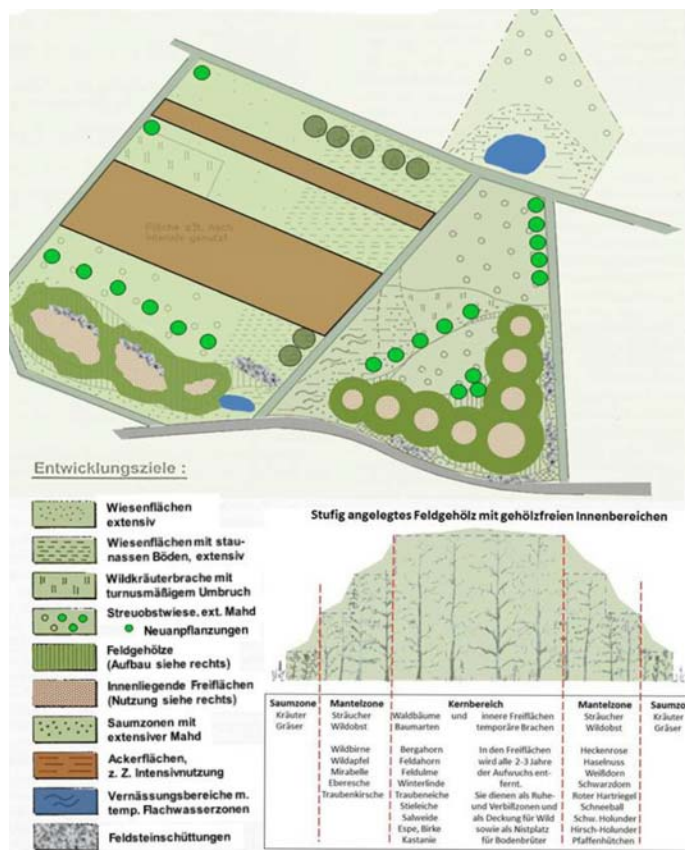 Fläche z.Zt. noch
intensiv genutzt
Entwicklungsziele :
Wiesenflächen
extensiv
Wiesenflächen mit stau-
nassen Böden, extensiv
Wildkräuterbrache mit
turnusmäßigem Umbruch
Streuobstwiese, ext. Mahd
Neuanpflanzungen
Feldgehölze
(Aufbau siehe rechts)
Innenliegende Freiflächen
(Nutzung siehe rechts)
Saumzonen mit
extensiver Mahd
Ackerflächen,
z. Z. Intensivnutzung
Vernässungsbereiche m.
temp. Flachwasserzonen
Feldsteinschüttungen
Stufig angelegtes Feldgehölz mit gehölzfreien Innenbereichen
Saumzone
Kräuter
Gräser
Mantelzone
Sträucher
Wildobst
Wildbirne
Wildapfel
Mirabelle
Eberesche
Traubenkirsche
Kernbereich
Waldbäume und innere Freiflächen
Baumarten temporäre Brachen
Bergahorn
Feldahorn
Feldulme
Winterlinde
Traubeneiche
Stieleiche
Salweide
Espe, Birke
Kastanie
In den Freiflächen
wird alle 2-3 Jahre
der Aufwuchs ent-
fernt.
Sie dienen als Ruhe-
und Verbißzonen und
als Deckung für Wild
sowie als Nistplatz
für Bodenbrüter
Mantelzone
Sträucher
Wildobst
Heckenrose
Haselnuss
Weißdorn
Schwarzdorn
Roter Hartriegel
Schneeball
Schw. Holunder
Hirsch-Holunder
Pfaffenhütchen
Saumzo
Kräuter
Gräser